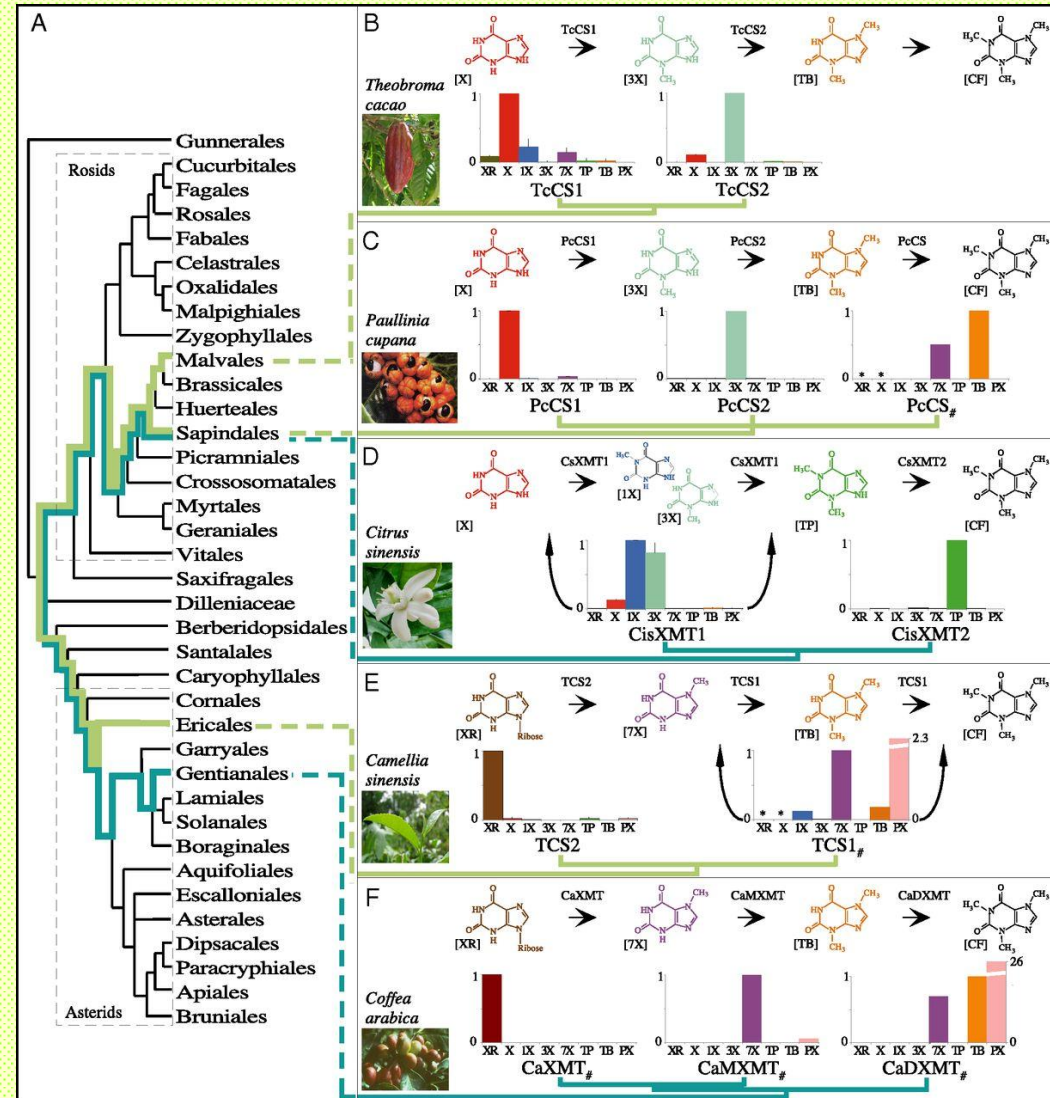 A
Gunnerales
Rosids
Cucurbitales
Fagales
Rosales
Fabales
Celastrales
Oxalidales
Malpighiales
Zygophyllales
Malvales
Brassicales
Huerteales
Sapindales
Picramniales
Crossosomatales
Myrtales
Geraniales
Vitales
Saxifragales
Dilleniaceae
Berberidopsidales
Santalales
Caryophyllales
Cornales
Ericales
Garryales
Gentianales
Lamiales
Solanales
Boraginales
Aquifoliales
Escalloniales
Asterales
Dipsacales
Paracryphiales
Apiales
Bruniales
Asterids
B
TcCS1 TcCS2
[X] [3X] [TB] [CF]
Theobroma
cacao
1 1
0 0
XR X 1X 3X 7X TP TB PX XR X 1X 3X 7X TP TB PX
TcCS1 TcCS2
C
PcCS1 PcCS2 PcCS
[X] [3X] [TB] [CF]
Paullinia
cupana
1 1 1
0 0 0
* *
XR X 1X 3X 7X TP TB PX XR X 1X 3X 7X TP TB PX XR X 1X 3X 7X TP TB PX
PcCS1 PcCS2 PcCS#
D
CsXMT1 CsXMT1 CsXMT2
[X] [1X] [3X] [TP] [CF]
Citrus
sinensis
1 1
0 0
XR X 1X 3X 7X TP TB PX XR X 1X 3X 7X TP TB PX
CisXMT1 CisXMT2
E
TCS2 TCS1 TCS1
[XR] Ribose [7X] [TB] [CF]
Camellia
sinensis
1 1 2.3
0 0 0
* *
XR X 1X 3X 7X TP TB PX XR X 1X 3X 7X TP TB PX
TCS2 TCS1#
F
CaXMT CaMXMT CaDXMT
[XR] Ribose [7X] [TB] [CF]
Coffea
arabica
1 1 1 26
0 0 0 0
XR X 1X 3X 7X TP TB PX XR X 1X 3X 7X TP TB PX XR X 1X 3X 7X TP TB PX
CaXMT# CaMXMT# CaDXMT#